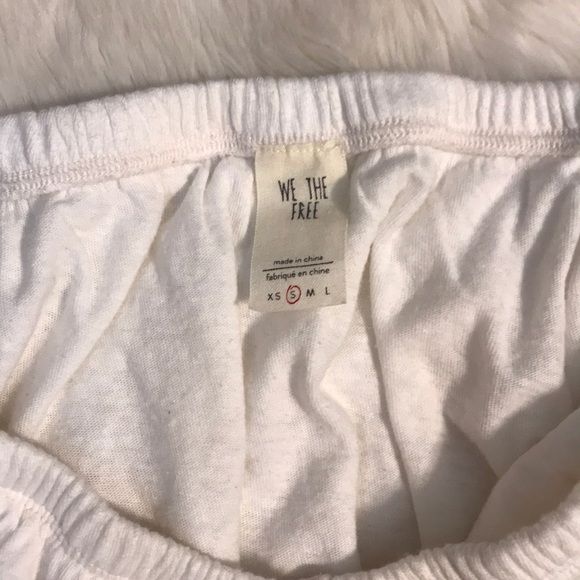 WE THE
FREE
made in china
fabriqué en chine
XS S M L